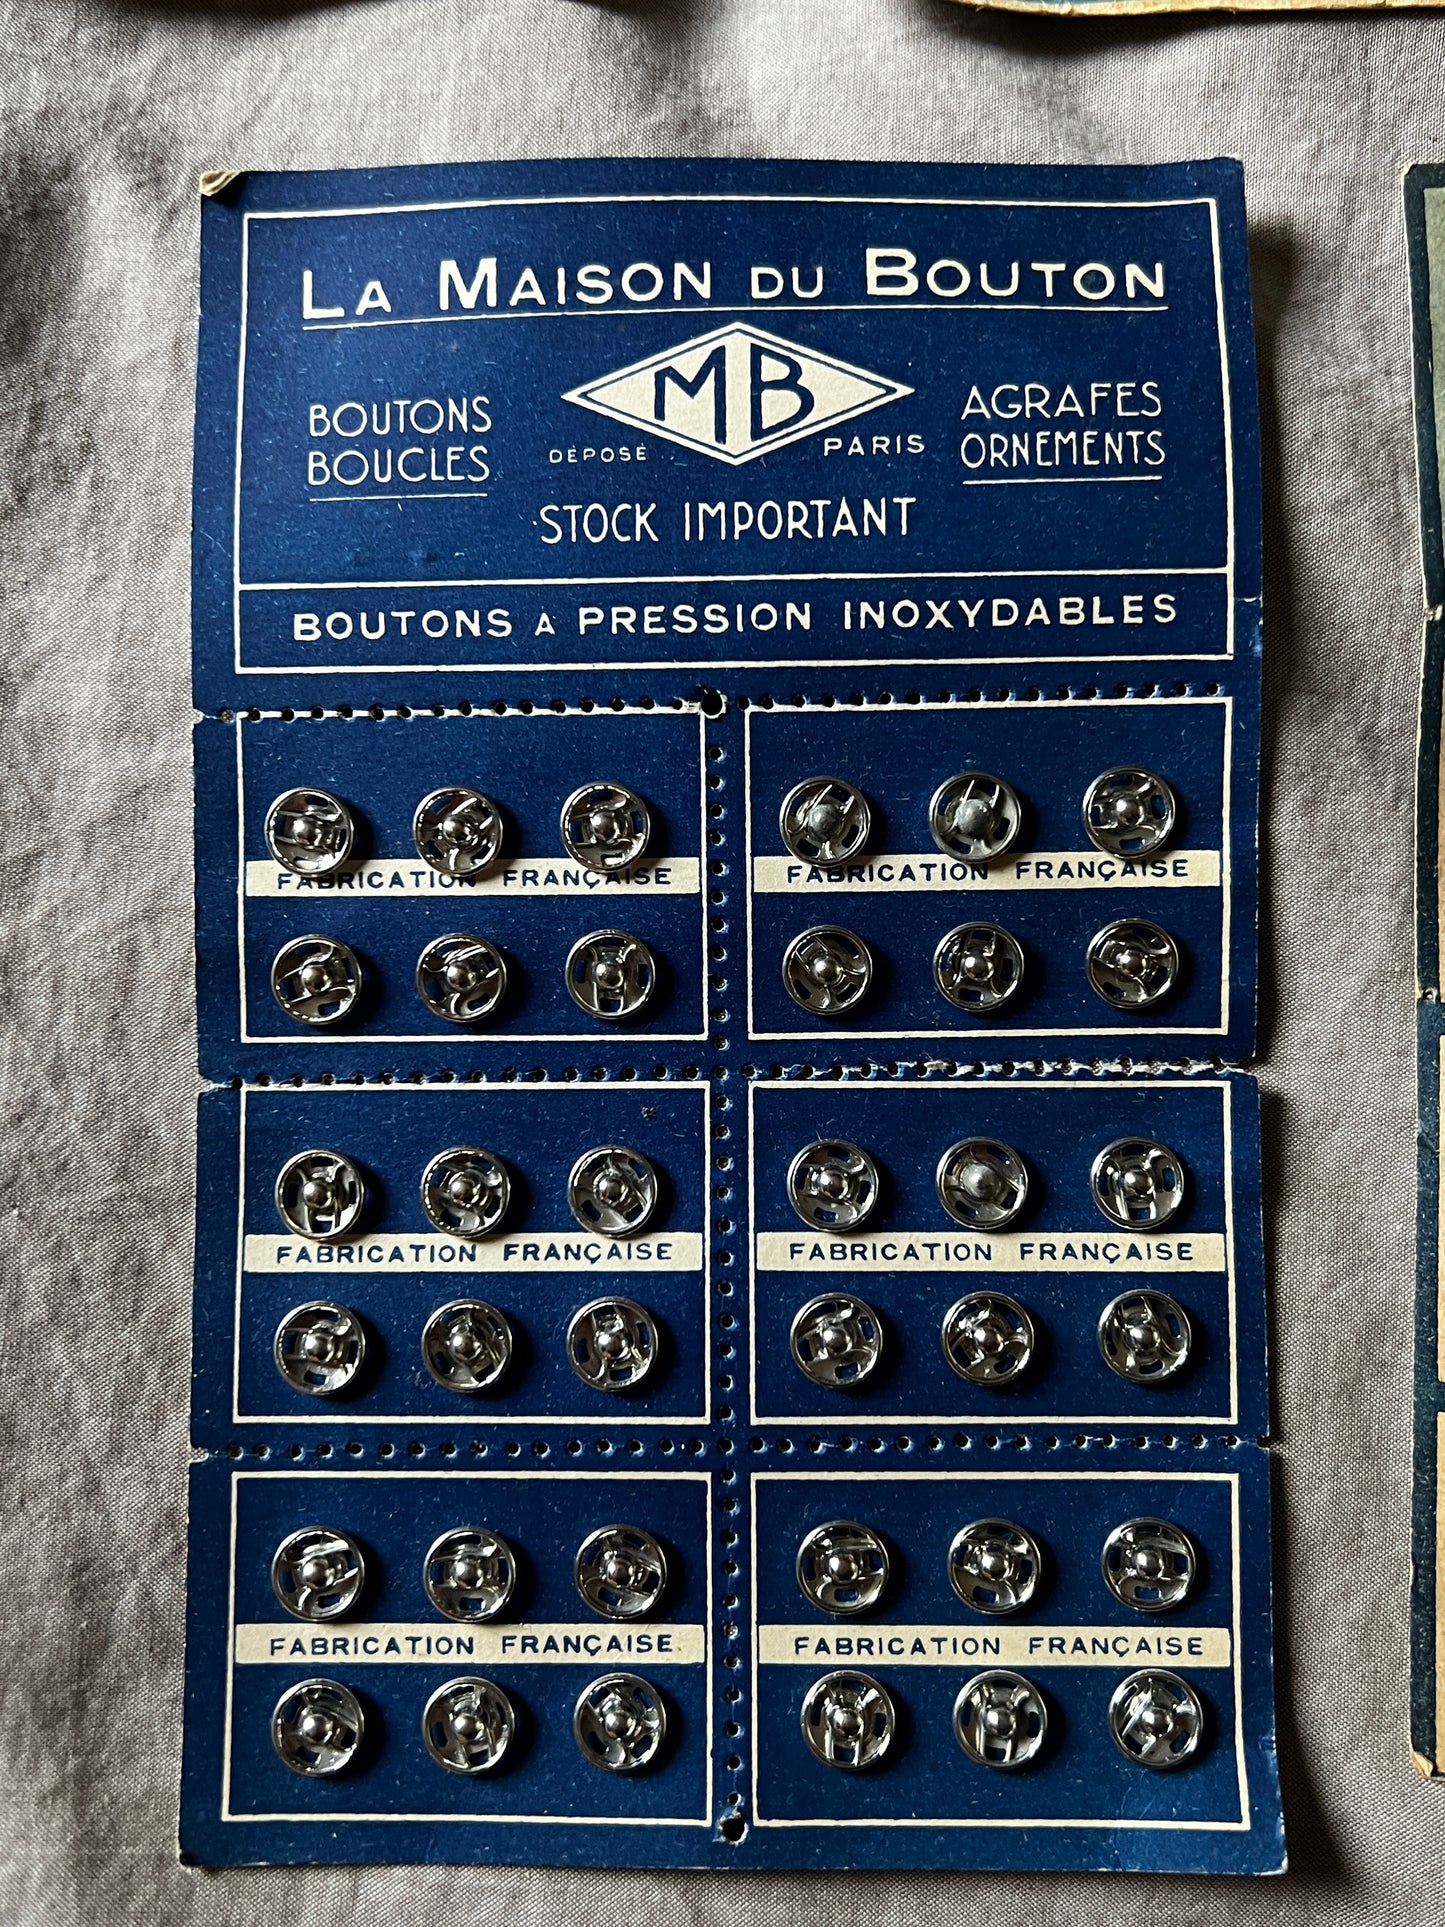 LA MAISON DU BOUTON
BOUTONS
BOUCLES
MB
DÉPOSÉ
PARIS
AGRAFES
ORNEMENTS
STOCK IMPORTANT
BOUTONS A PRESSION INOXYDABLES
FABRICATION FRANÇAISE
FABRICATION FRANÇAISE
FABRICATION FRANÇAISE
FABRICATION FRANÇAISE
FABRICATION FRANÇAISE
FABRICATION FRANÇAISE